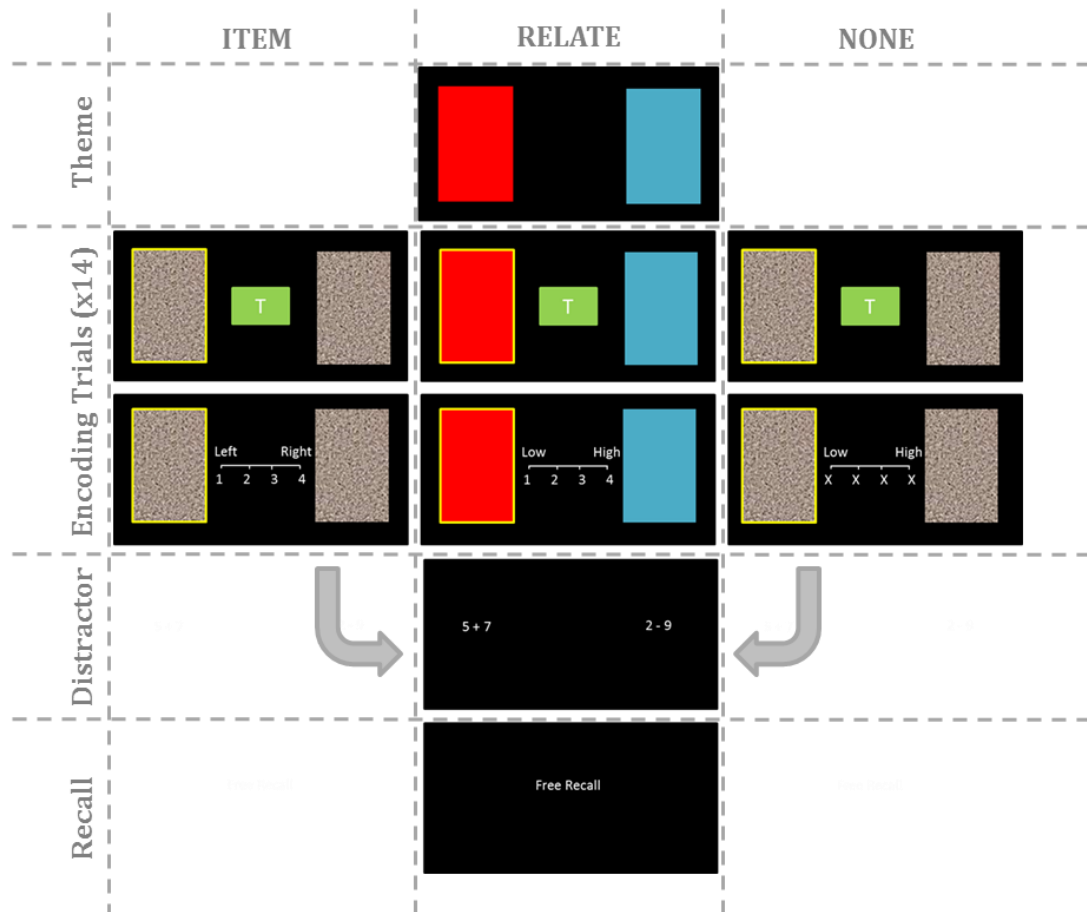 ITEM RELATE NONE
Theme
Encoding Trials (x14)
T T T
Left Right Low High Low High
1 2 3 4 1 2 3 4 X X X X
Distractor
5 + 7 2 - 9
Recall
Free Recall